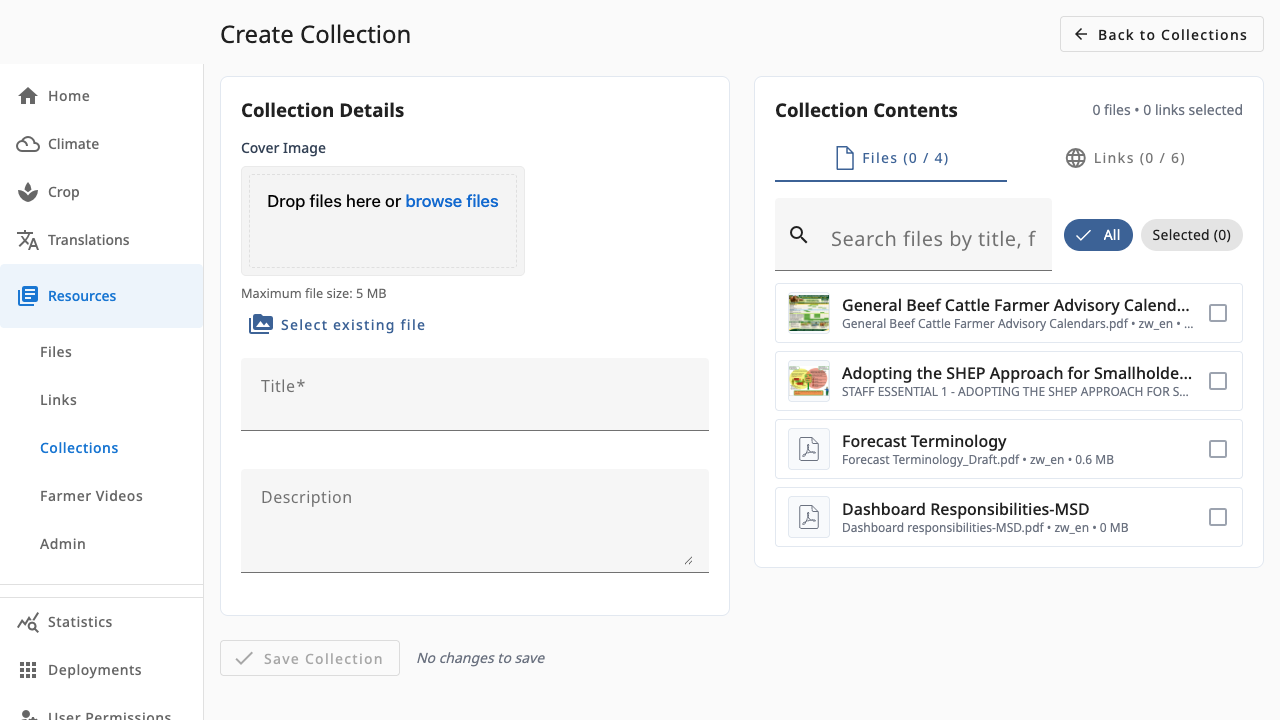 Create Collection
Back to Collections
Home
Climate
Crop
Translations
Resources
Files
Links
Collections
Farmer Videos
Admin
Statistics
Deployments
User Permissions
Collection Details
Cover Image
Drop files here or browse files
Maximum file size: 5 MB
Select existing file
Title*
Description
Save Collection
No changes to save
Collection Contents
0 files • 0 links selected
Files (0 / 4)
Links (0 / 6)
Search files by title, f
All
Selected (0)
General Beef Cattle Farmer Advisory Calend...
General Beef Cattle Farmer Advisory Calendars.pdf • zw_en • ...
Adopting the SHEP Approach for Smallholde...
STAFF ESSENTIAL 1 - ADOPTING THE SHEP APPROACH FOR S...
Forecast Terminology
Forecast Terminology_Draft.pdf • zw_en • 0.6 MB
Dashboard Responsibilities-MSD
Dashboard responsibilities-MSD.pdf • zw_en • 0 MB